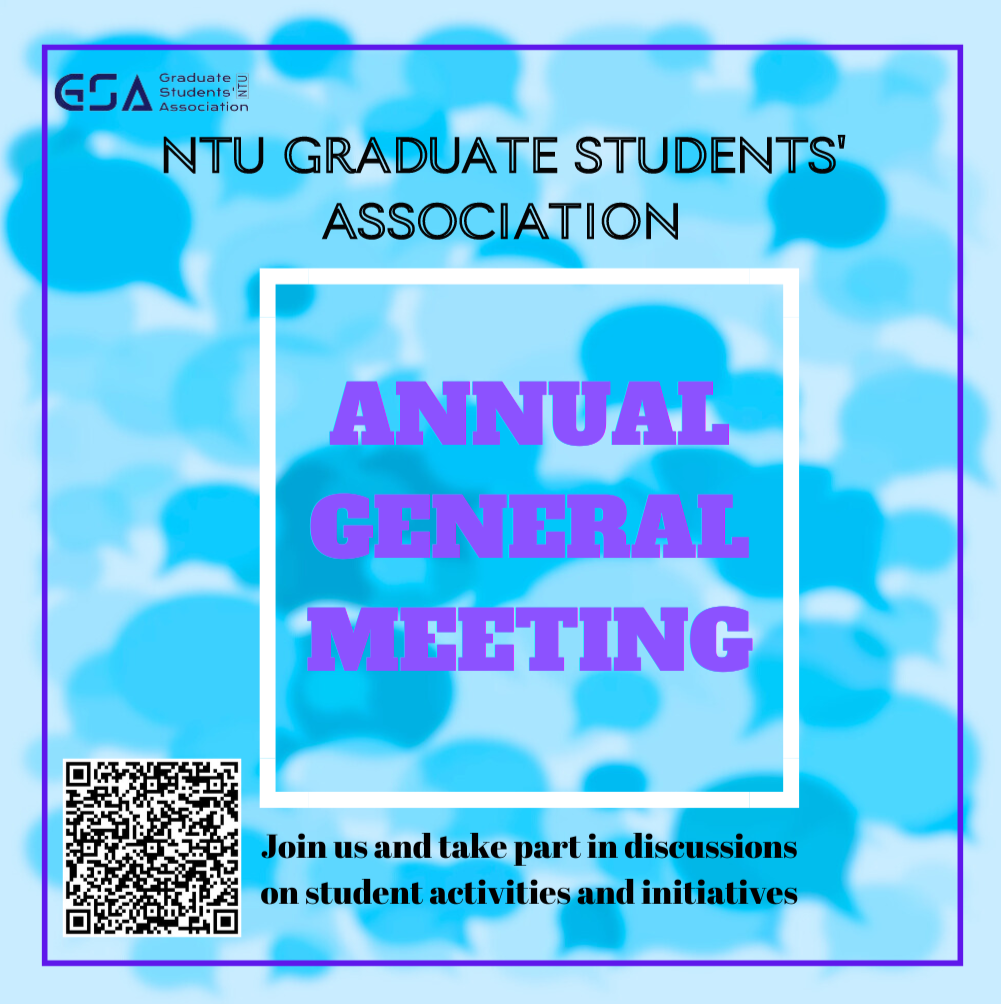 GSA
Graduate
Students'
Association
NTU
NTU GRADUATE STUDENTS'
ASSOCIATION
ANNUAL
GENERAL
MEETING
Join us and take part in discussions
on student activities and initiatives